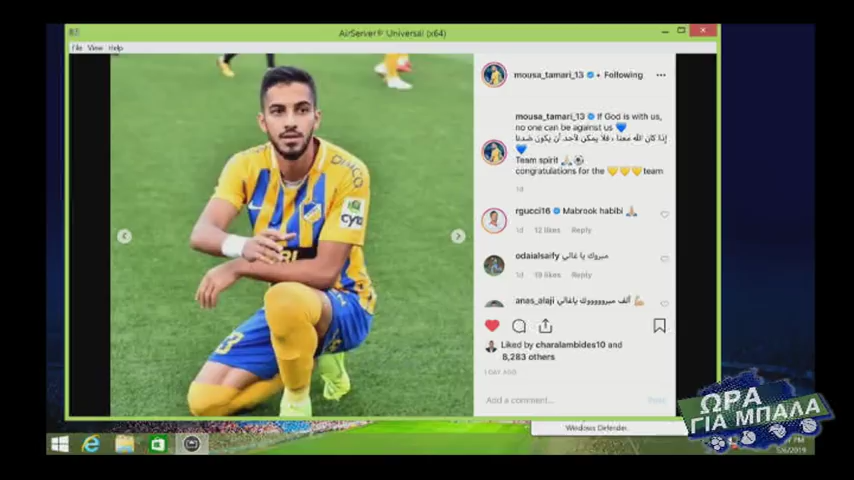 AirServer® Universal (x64)
File View Help
mousa_tamari_13 • Following
mousa_tamari_13 If God is with us,
no one can be against us
إذا كان الله معنا ، فلا يمكن لأحد أن يكون ضدنا
Team spirit
congratulations for the team
1d
rgucci16 Mabrook habibi
1d 12 likes Reply
odaialsaify مبروك يا غالي
1d 19 likes Reply
anas_alaji ألف مبروووووك ياغالي
Liked by charalambides10 and
8,283 others
1 DAY AGO
Add a comment...
Post
DIMCO
cyta
Windows Defender.
ΩΡΑ
ΓΙΑ ΜΠΑΛΑ
PM